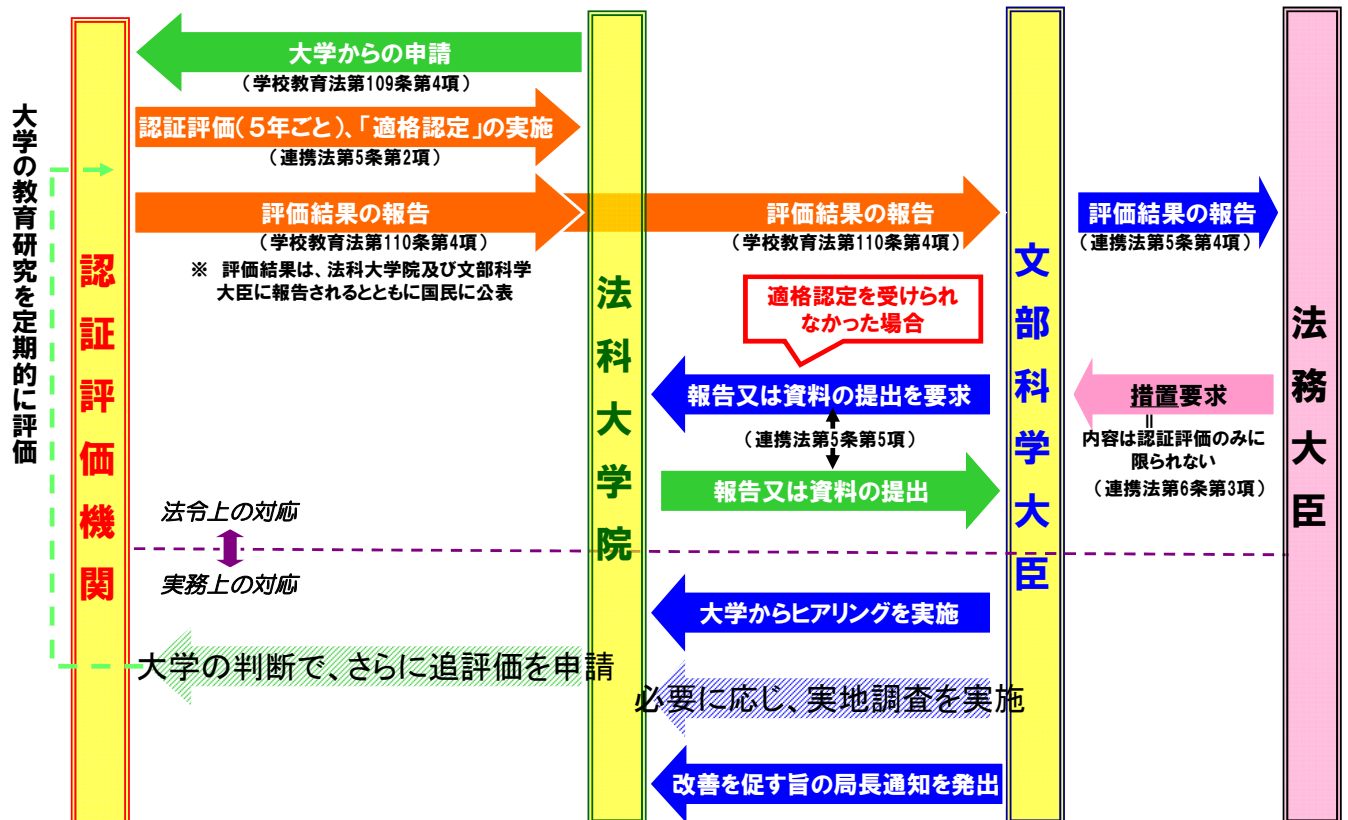 大学からの申請
（学校教育法第109条第4項）
認証評価（５年ごと）、「適格認定」の実施
（連携法第5条第2項）
評価結果の報告
（学校教育法第110条第4項）
※　評価結果は、法科大学院及び文部科学
大臣に報告されるとともに国民に公表
評価結果の報告
（学校教育法第110条第4項）
評価結果の報告
（連携法第5条第4項）
適格認定を受けられ
なかった場合
報告又は資料の提出を要求
（連携法第5条第5項）
報告又は資料の提出
措置要求
＝
内容は認証評価のみに
限られない
（連携法第6条第3項）
大学の教育研究を定期的に評価
認証評価機関
法科大学院
文部科学大臣
法務大臣
法令上の対応
実務上の対応
大学からヒアリングを実施
大学の判断で、さらに追評価を申請
必要に応じ、実地調査を実施
改善を促す旨の局長通知を発出